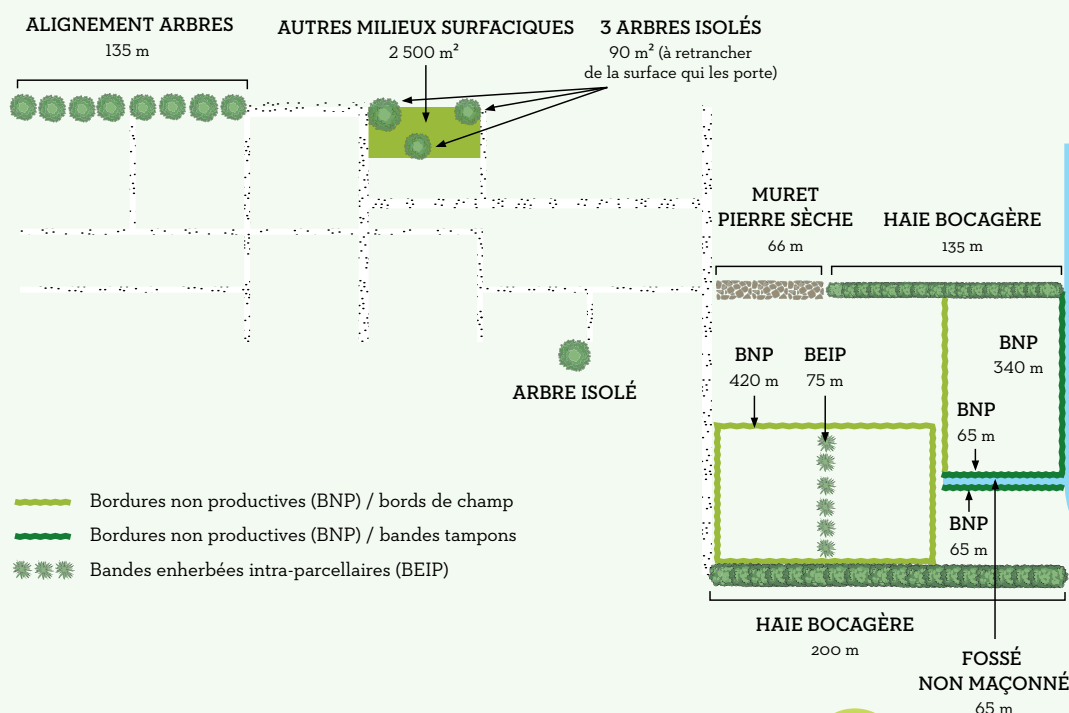 ALIGNEMENT ARBRES
135 m
AUTRES MILIEUX SURFACIQUES
2 500 m²
3 ARBRES ISOLÉS
90 m² (à retrancher
de la surface qui les porte)
MURET
PIERRE SÈCHE
66 m
HAIE BOCAGÈRE
135 m
BNP
340 m
BNP
420 m
BEIP
75 m
ARBRE ISOLÉ
BNP
65 m
BNP
65 m
Bordures non productives (BNP) / bords de champ
Bordures non productives (BNP) / bandes tampons
Bandes enherbées intra-parcellaires (BEIP)
HAIE BOCAGÈRE
200 m
FOSSÉ
NON MAÇONNÉ
65 m